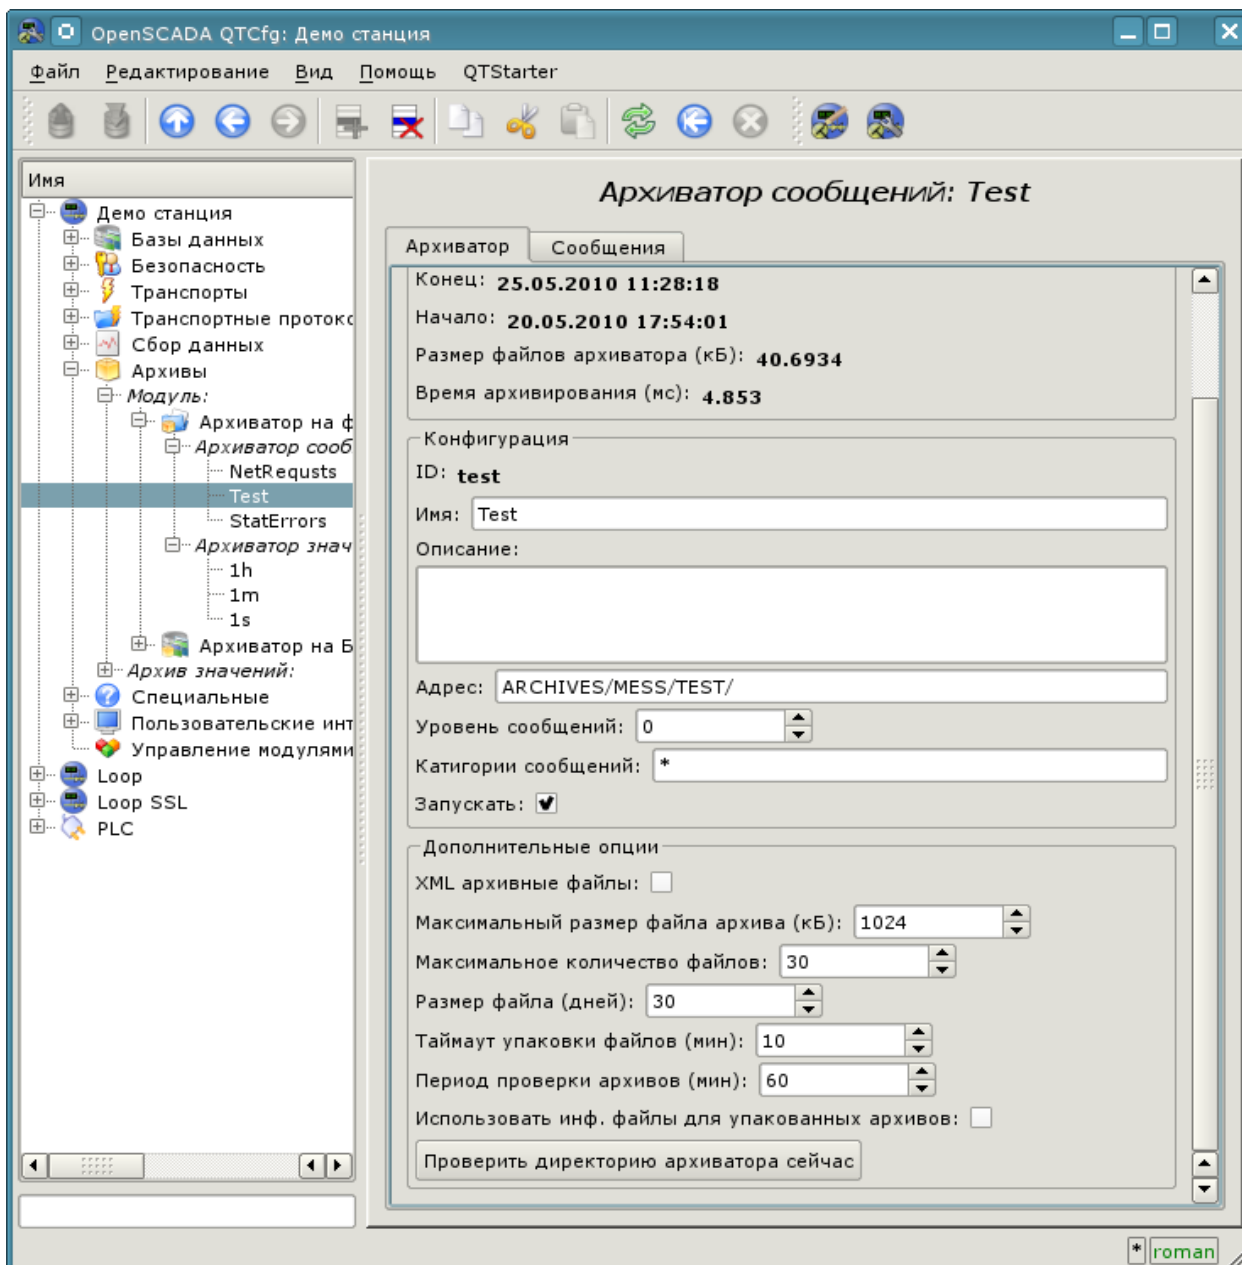 OpenSCADA QTCfg: Демо станция
Файл Редактирование Вид Помощь QTStarter
Имя
Демо станция
Базы данных
Безопасность
Транспорты
Транспортные протоко
Сбор данных
Архивы
Модуль:
Архиватор на ф
Архиватор сооб
NetRequsts
Test
StatErrors
Архиватор знач
1h
1m
1s
Архиватор на Б
Архив значений:
Специальные
Пользовательские инт
Управление модулями
Loop
Loop SSL
PLC
Архиватор сообщений: Test
Архиватор Сообщения
Конец: 25.05.2010 11:28:18
Начало: 20.05.2010 17:54:01
Размер файлов архиватора (кБ): 40.6934
Время архивирования (мс): 4.853
Конфигурация
ID: test
Имя: Test
Описание:
Адрес: ARCHIVES/MESS/TEST/
Уровень сообщений: 0
Катигории сообщений: *
Запускать:
Дополнительные опции
XML архивные файлы:
Максимальный размер файла архива (кБ): 1024
Максимальное количество файлов: 30
Размер файла (дней): 30
Таймаут упаковки файлов (мин): 10
Период проверки архивов (мин): 60
Использовать инф. файлы для упакованных архивов:
Проверить директорию архиватора сейчас
* roman